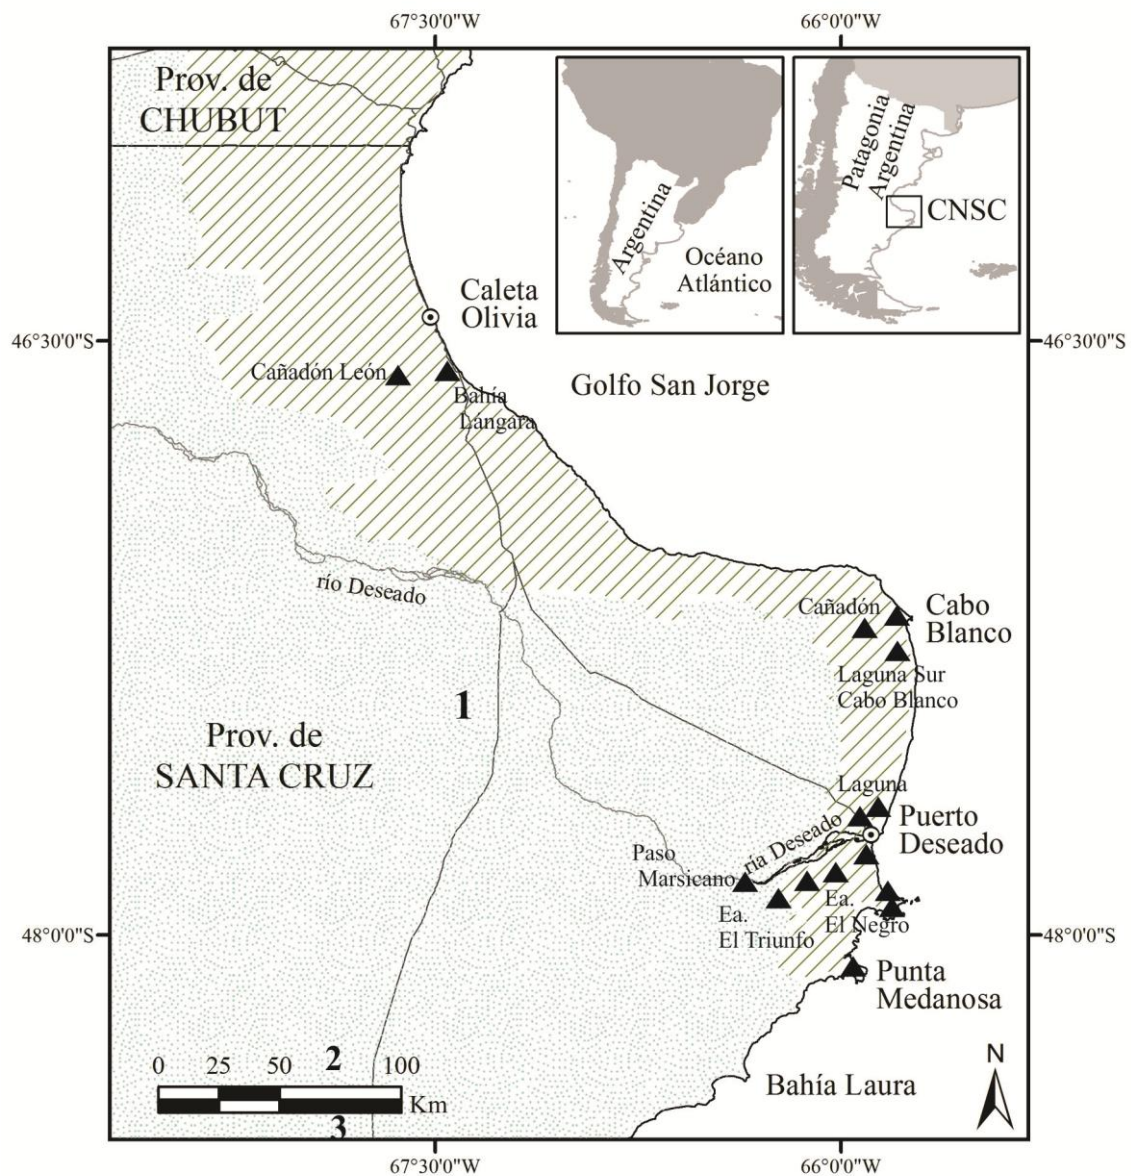 67°30'0"W
66°0'0"W
Prov. de
CHUBUT
Argentina
Océano
Atlántico
Patagonia
Argentina
CNSC
Caleta
Olivia
46°30'0"S
46°30'0"S
Cañadón León
Bahía
Langara
Golfo San Jorge
río Deseado
Cañadón
Cabo
Blanco
Laguna Sur
Cabo Blanco
1
Prov. de
SANTA CRUZ
Laguna
Puerto
Deseado
ría Deseado
Paso
Marsicano
Ea.
El Triunfo
Ea.
El Negro
48°0'0"S
48°0'0"S
Punta
Medanosa
2
0 25 50 100
Km
3
Bahía Laura
N
67°30'0"W
66°0'0"W